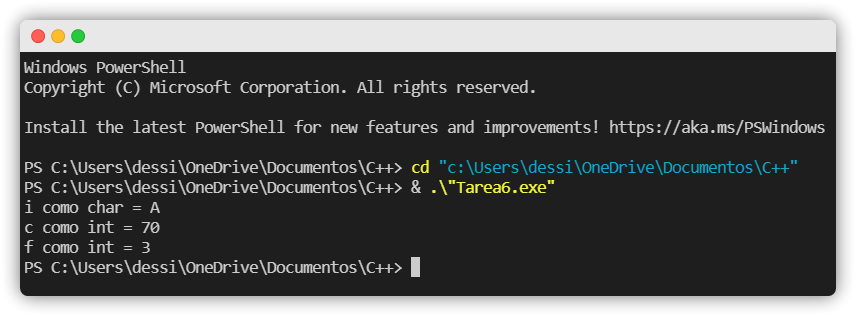 Windows PowerShell
Copyright (C) Microsoft Corporation. All rights reserved.
Install the latest PowerShell for new features and improvements! https://aka.ms/PSWindows
PS C:\Users\dessi\OneDrive\Documentos\C++> cd "c:\Users\dessi\OneDrive\Documentos\C++"
PS C:\Users\dessi\OneDrive\Documentos\C++> & .\"Tarea6.exe"
i como char = A
c como int = 70
f como int = 3
PS C:\Users\dessi\OneDrive\Documentos\C++>